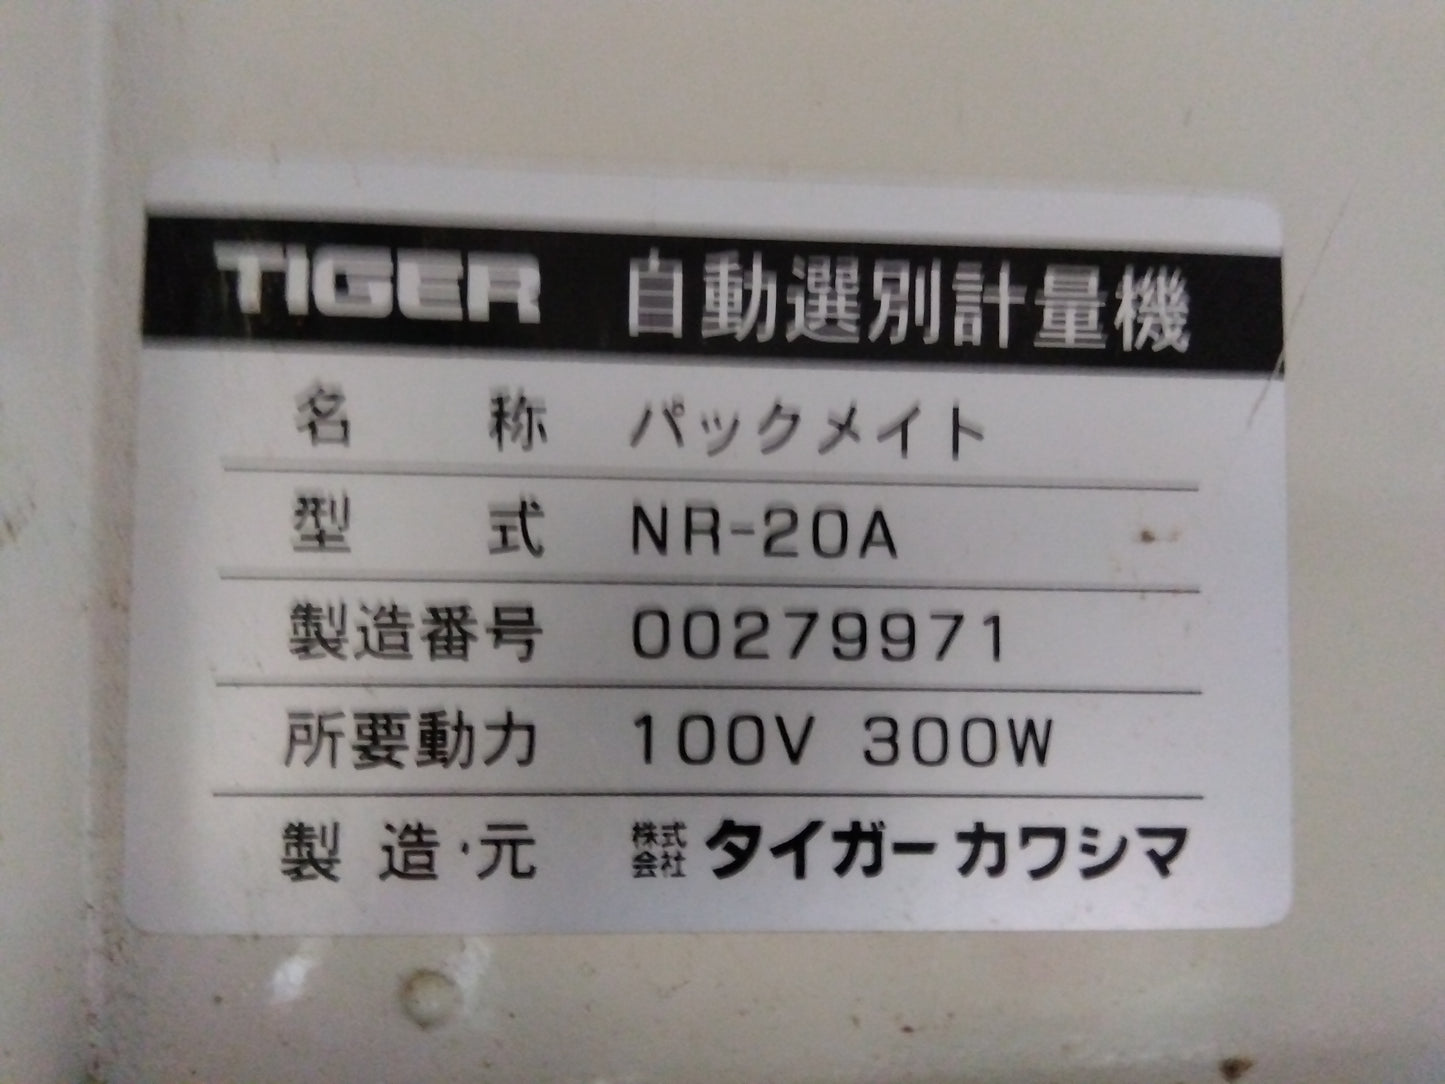 TIGER 自動選別計量機
名称 パックメイト
型式 NR-20A
製造番号 00279971
所要動力 100V 300W
製造・元 株式会社 タイガーカワシマ